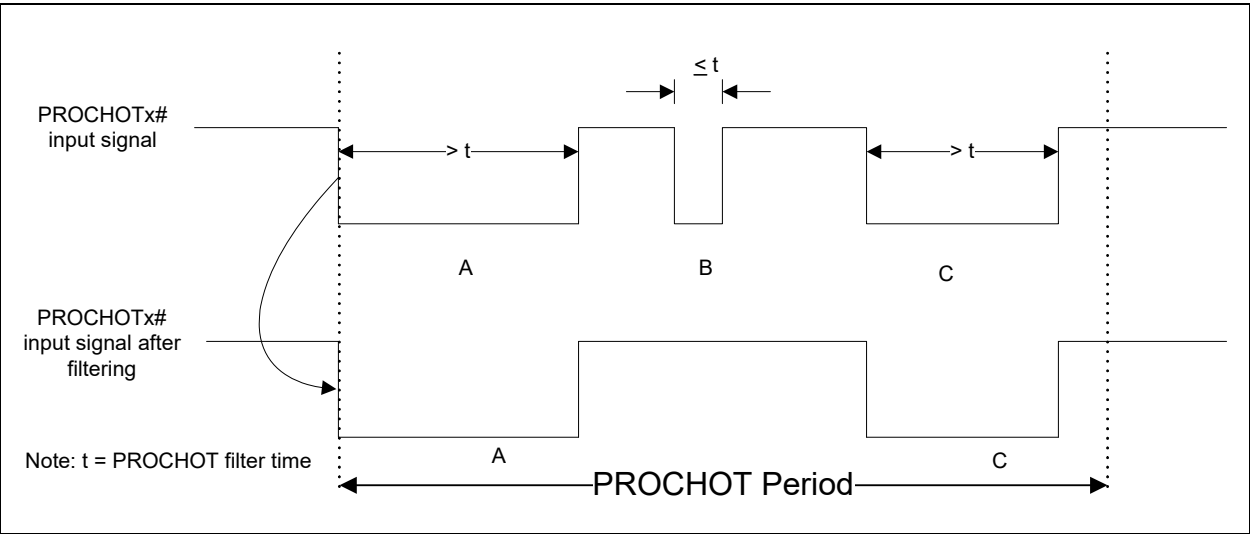 ≤ t
PROCHOTx#
input signal
> t
> t
A
B
C
PROCHOTx#
input signal after
filtering
A
C
Note: t = PROCHOT filter time
PROCHOT Period